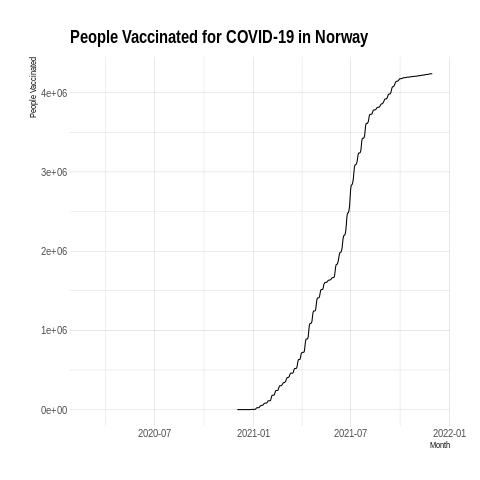 People Vaccinated for COVID-19 in Norway
People Vaccinated
4e+06
3e+06
2e+06
1e+06
0e+00
2020-07
2021-01
2021-07
2022-01
Month